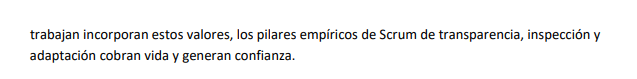 trabajan incorporan estos valores, los pilares empíricos de Scrum de transparencia, inspección y
adaptación cobran vida y generan confianza.